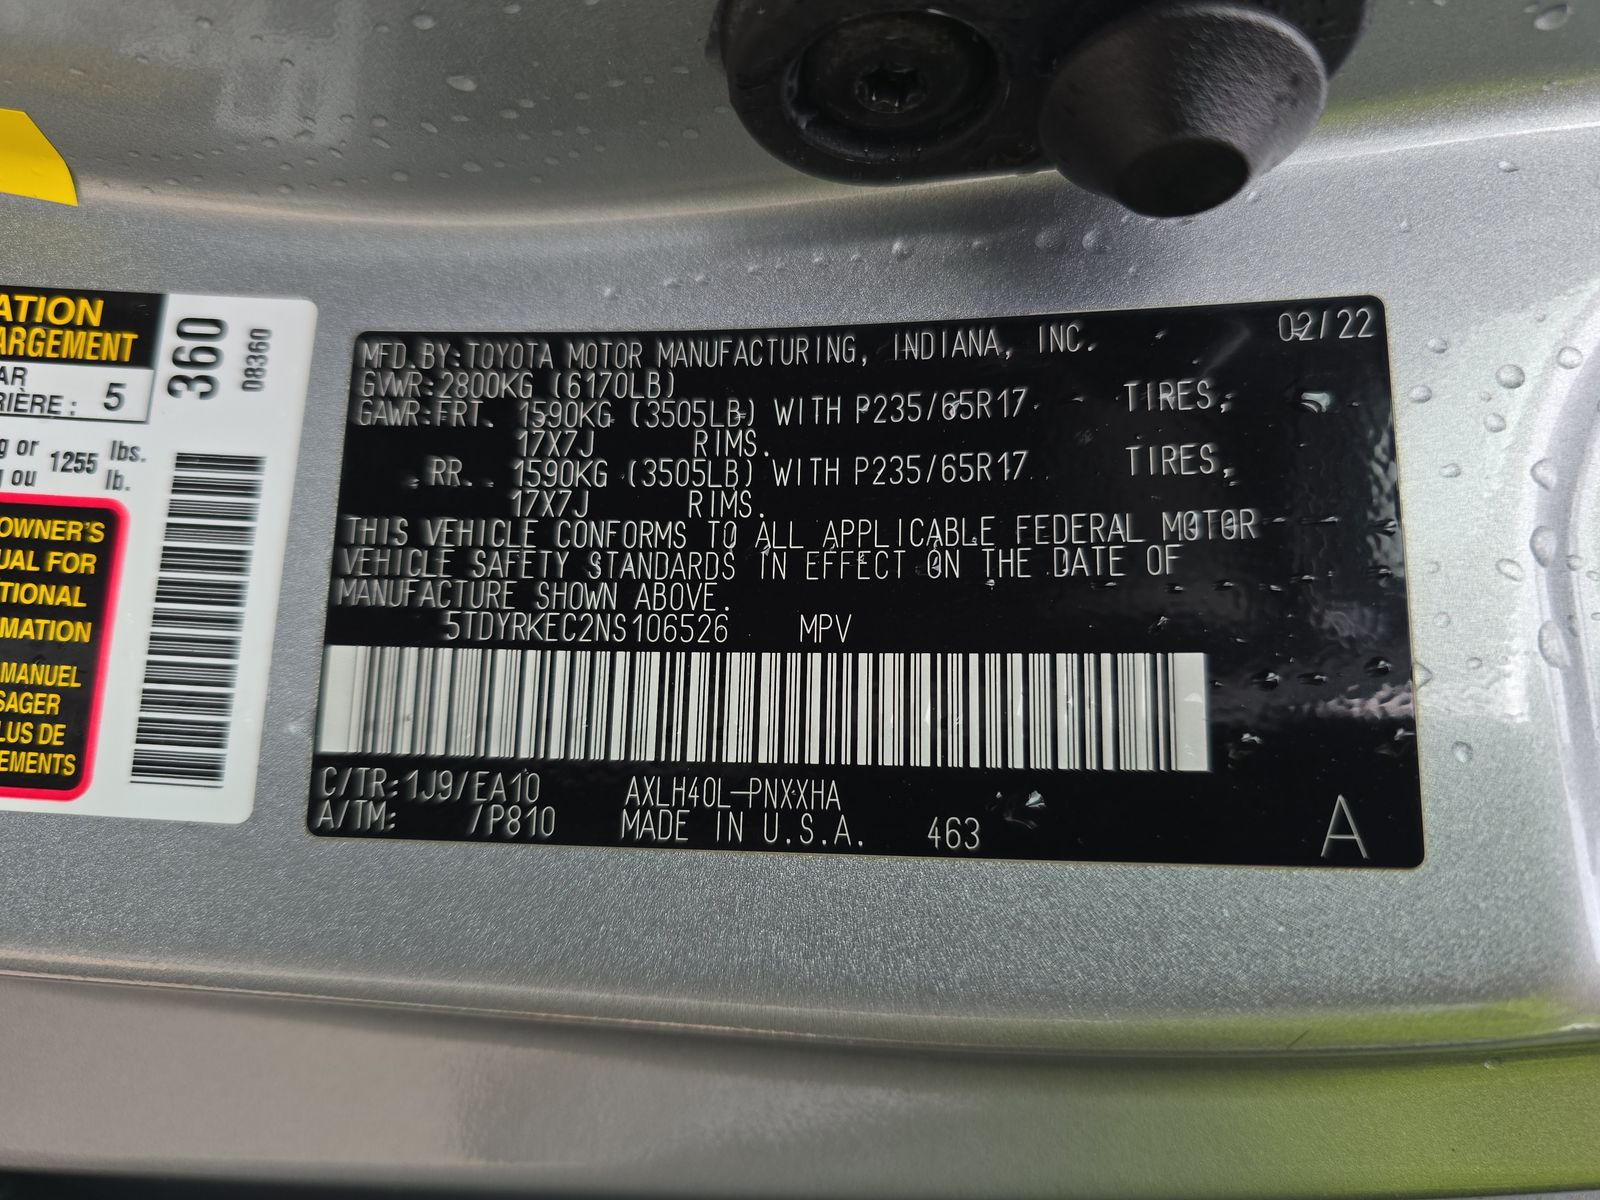 ATION
ARGEMENT
AR
RIÈRE : 5
g or 1255 lbs.
ou lb.
OWNER'S
UAL FOR
TIONAL
MATION
MANUEL
SAGER
LUS DE
EMENTS
360
08360
MFD. BY: TOYOTA MOTOR MANUFACTURING, INDIANA, INC. 02/22
GVWR: 2800KG (6170LB)
GAWR: FRT. 1590KG (3505LB) WITH P235/65R17 TIRES,
17X7J RIMS.
RR. 1590KG (3505LB) WITH P235/65R17 TIRES,
17X7J RIMS.
THIS VEHICLE CONFORMS TO ALL APPLICABLE FEDERAL MOTOR
VEHICLE SAFETY STANDARDS IN EFFECT ON THE DATE OF
MANUFACTURE SHOWN ABOVE.
5TDYRKEC2NS106526 MPV
C/TR: 1J9/EA10 AXLH40L-PNXXHA
A/TM: /P810 MADE IN U.S.A. 463 A